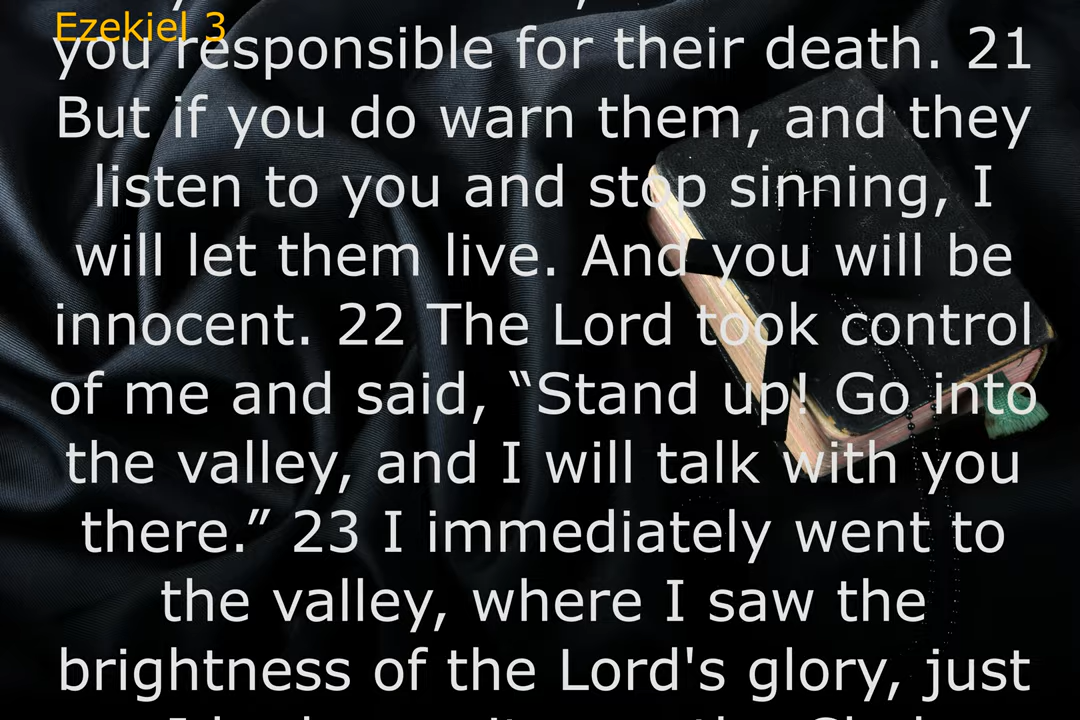 Ezekiel 3
you responsible for their death. 21
But if you do warn them, and they
listen to you and stop sinning, I
will let them live. And you will be
innocent. 22 The Lord took control
of me and said, “Stand up! Go into
the valley, and I will talk with you
there.” 23 I immediately went to
the valley, where I saw the
brightness of the Lord's glory, just